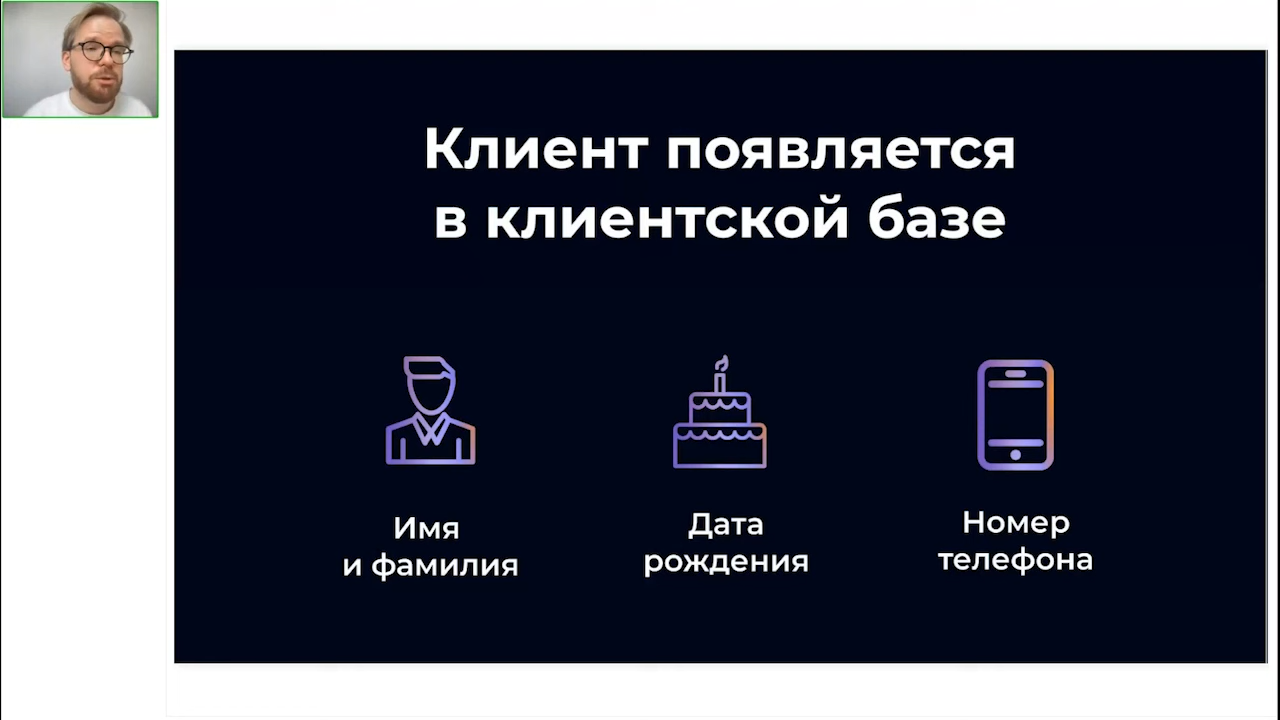 Клиент появляется
в клиентской базе
Имя
и фамилия
Дата
рождения
Номер
телефона